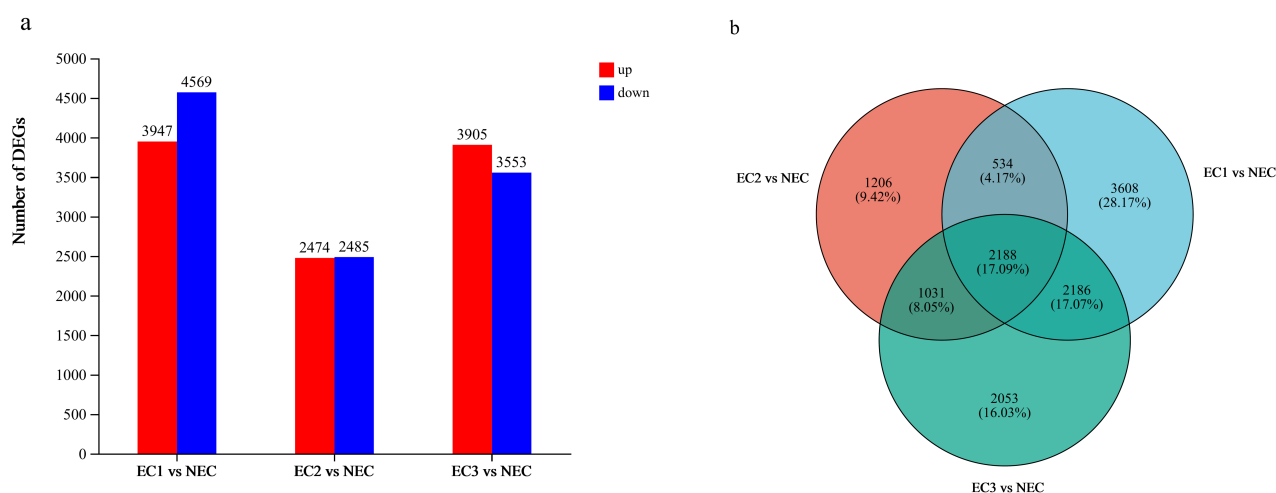 a
5000
4500
4000
3500
3000
2500
2000
1500
1000
500
0
Number of DEGs
3947
4569
2474
2485
3905
3553
EC1 vs NEC
EC2 vs NEC
EC3 vs NEC
up
down
b
EC2 vs NEC
EC1 vs NEC
1206
(9.42%)
534
(4.17%)
3608
(28.17%)
2188
(17.09%)
1031
(8.05%)
2186
(17.07%)
2053
(16.03%)
EC3 vs NEC